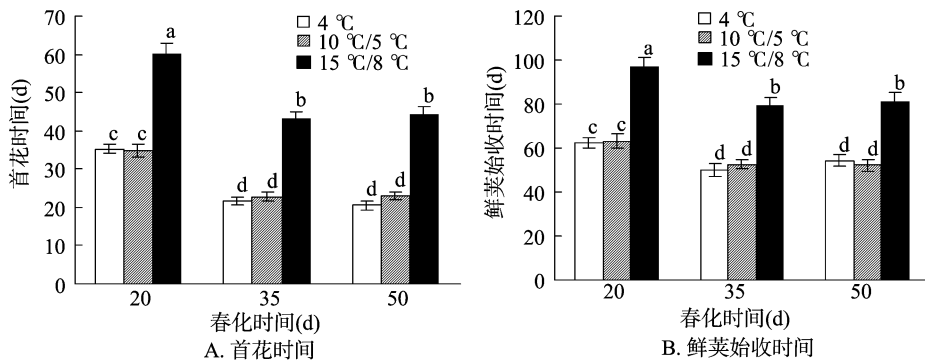 70
60
50
40
30
20
10
0
首花时间(d)
4 ℃
10 ℃/5 ℃
15 ℃/8 ℃
c
c
a
d
d
b
d
d
b
20
35
50
春化时间(d)
A. 首花时间
120
100
80
60
40
20
0
鲜荚始收时间(d)
4 ℃
10 ℃/5 ℃
15 ℃/8 ℃
c
c
a
d
d
b
d
d
b
20
35
50
春化时间(d)
B. 鲜荚始收时间